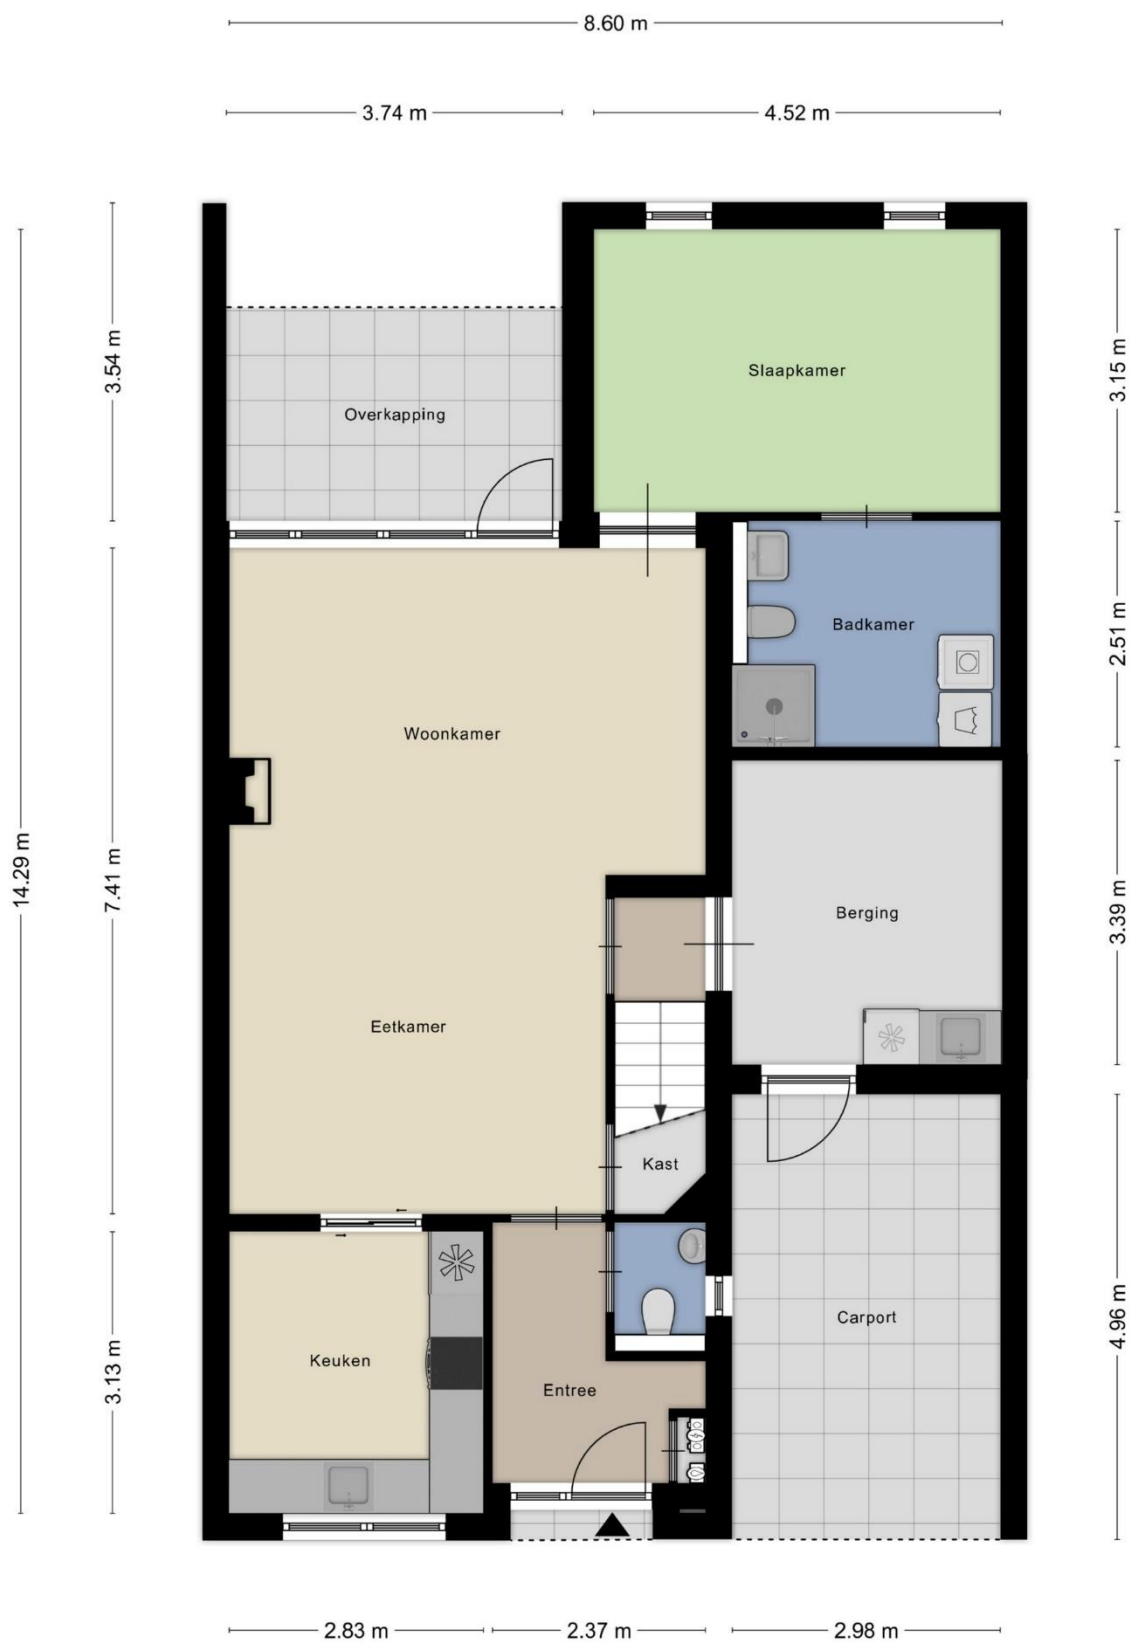 8.60 m
3.74 m
4.52 m
3.54 m
3.15 m
Slaapkamer
Overkapping
Badkamer
2.51 m
Woonkamer
14.29 m
7.41 m
Berging
3.39 m
Eetkamer
Kast
Carport
4.96 m
Keuken
3.13 m
Entree
2.83 m
2.37 m
2.98 m